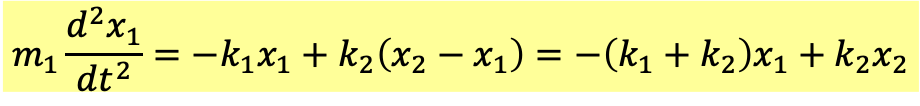 m₁ d²x₁/dt² = −k₁x₁ + k₂(x₂ − x₁) = −(k₁ + k₂)x₁ + k₂x₂